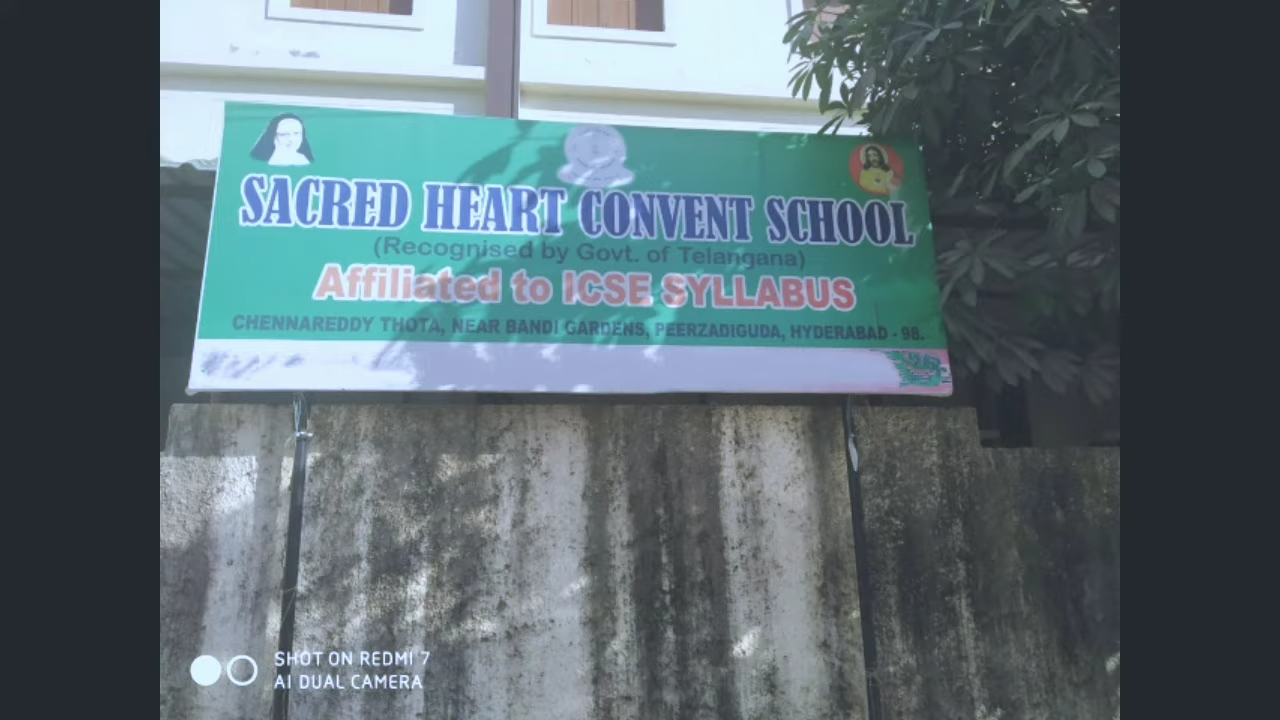 SACRED HEART CONVENT SCHOOL
(Recognised by Govt. of Telangana)
Affiliated to ICSE SYLLABUS
CHENNAREDDY THOTA, NEAR BANDI GARDENS, PEERZADIGUDA, HYDERABAD - 98.
SHOT ON REDMI 7
AI DUAL CAMERA